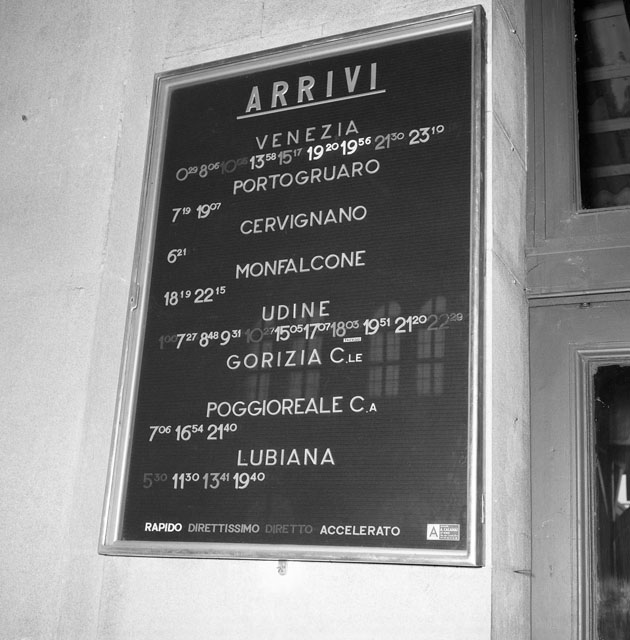 ARRIVI
VENEZIA
0²⁹ 8⁰⁶ 13⁵⁸ 15¹⁷ 19²⁰ 19⁵⁶ 21³⁰ 23¹⁰
PORTOGRUARO
7¹⁹ 19⁰⁷
CERVIGNANO
6²¹
MONFALCONE
18¹⁹ 22¹⁵
UDINE
1⁰⁰ 7²⁷ 8⁴⁸ 9³¹ 10²⁷ 15⁰⁵ 17⁰⁷ 18⁰³ 19⁵¹ 21²⁰ 22²⁹
GORIZIA C.LE
POGGIOREALE C.A
7⁰⁶ 16⁵⁴ 21⁴⁰
LUBIANA
5³⁰ 11³⁰ 13⁴¹ 19⁴⁰
RAPIDO DIRETTISSIMO DIRETTO ACCELERATO
A